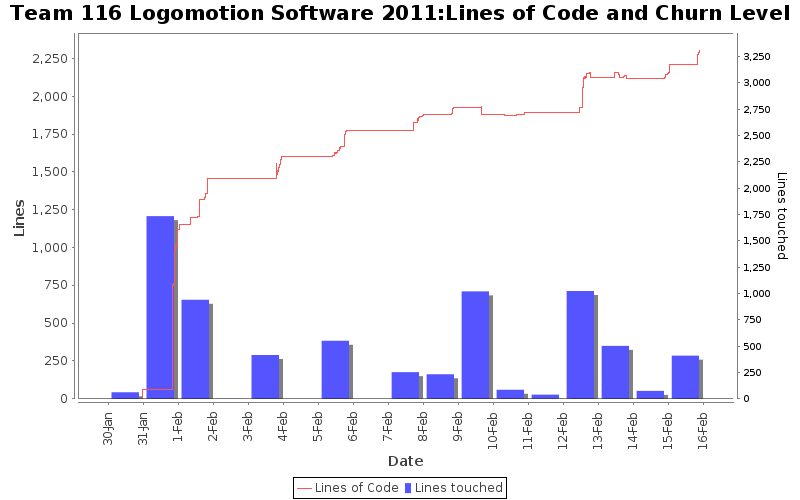 Team 116 Logomotion Software 2011:Lines of Code and Churn Level
Lines
2,250
2,000
1,750
1,500
1,250
1,000
750
500
250
0
3,250
3,000
2,750
2,500
2,250
2,000
1,750
1,500
1,250
1,000
750
500
250
0
Lines touched
30-Jan
31-Jan
1-Feb
2-Feb
3-Feb
4-Feb
5-Feb
6-Feb
7-Feb
8-Feb
9-Feb
10-Feb
11-Feb
12-Feb
13-Feb
14-Feb
15-Feb
16-Feb
Date
Lines of Code Lines touched